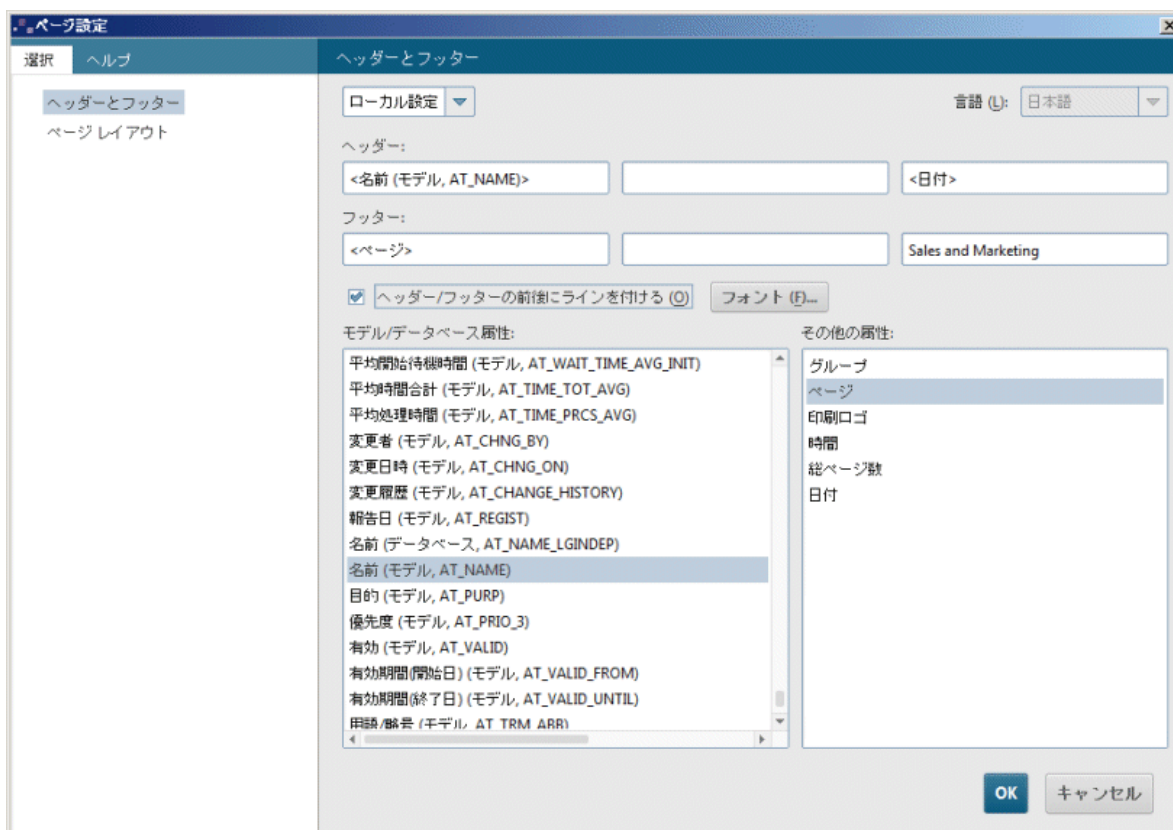 ページ設定
選択 ヘルプ
ヘッダーとフッター
ヘッダーとフッター
ページ レイアウト
ローカル設定
言語 (L): 日本語
ヘッダー:
<名前 (モデル, AT_NAME)> <日付>
フッター:
<ページ> Sales and Marketing
ヘッダー/フッターの前後にラインを付ける (O) フォント (F)...
モデル/データベース属性:
平均開始待機時間 (モデル, AT_WAIT_TIME_AVG_INIT)
平均時間合計 (モデル, AT_TIME_TOT_AVG)
平均処理時間 (モデル, AT_TIME_PRCS_AVG)
変更者 (モデル, AT_CHNG_BY)
変更日時 (モデル, AT_CHNG_ON)
変更履歴 (モデル, AT_CHANGE_HISTORY)
報告日 (モデル, AT_REGIST)
名前 (データベース, AT_NAME_LGINDEP)
名前 (モデル, AT_NAME)
目的 (モデル, AT_PURP)
優先度 (モデル, AT_PRIO_3)
有効 (モデル, AT_VALID)
有効期間(開始日) (モデル, AT_VALID_FROM)
有効期間(終了日) (モデル, AT_VALID_UNTIL)
用語/略号 (モデル, AT_TRM_ABB)
その他の属性:
グループ
ページ
印刷ロゴ
時間
総ページ数
日付
OK キャンセル